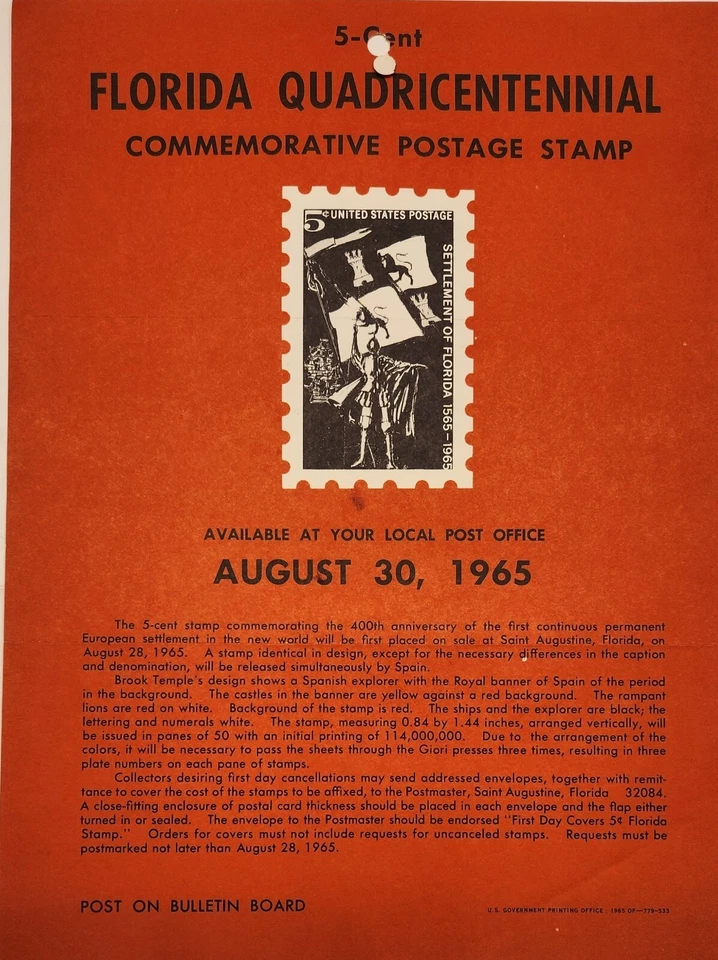 5-Cent
FLORIDA QUADRICENTENNIAL
COMMEMORATIVE POSTAGE STAMP
5¢ UNITED STATES POSTAGE
SETTLEMENT OF FLORIDA 1565-1965
AVAILABLE AT YOUR LOCAL POST OFFICE
AUGUST 30, 1965
The 5-cent stamp commemorating the 400th anniversary of the first continuous permanent
European settlement in the new world will be first placed on sale at Saint Augustine, Florida, on
August 28, 1965. A stamp identical in design, except for the necessary differences in the caption
and denomination, will be released simultaneously by Spain.
Brook Temple's design shows a Spanish explorer with the Royal banner of Spain of the period
in the background. The castles in the banner are yellow against a red background. The rampant
lions are red on white. Background of the stamp is red. The ships and the explorer are black; the
lettering and numerals white. The stamp, measuring 0.84 by 1.44 inches, arranged vertically, will
be issued in panes of 50 with an initial printing of 114,000,000. Due to the arrangement of the
colors, it will be necessary to pass the sheets through the Giori presses three times, resulting in three
plate numbers on each pane of stamps.
Collectors desiring first day cancellations may send addressed envelopes, together with remit-
tance to cover the cost of the stamps to be affixed, to the Postmaster, Saint Augustine, Florida 32084.
A close-fitting enclosure of postal card thickness should be placed in each envelope and the flap either
turned in or sealed. The envelope to the Postmaster should be endorsed "First Day Covers 5¢ Florida
Stamp." Orders for covers must not include requests for uncanceled stamps. Requests must be
postmarked not later than August 28, 1965.
POST ON BULLETIN BOARD
U.S. GOVERNMENT PRINTING OFFICE : 1965 OF—779-533